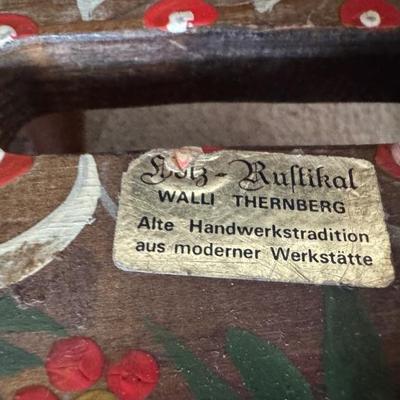 Holz-Rustikal
WALLI THERNBERG
Alte Handwerkstradition
aus moderner Werkstätte